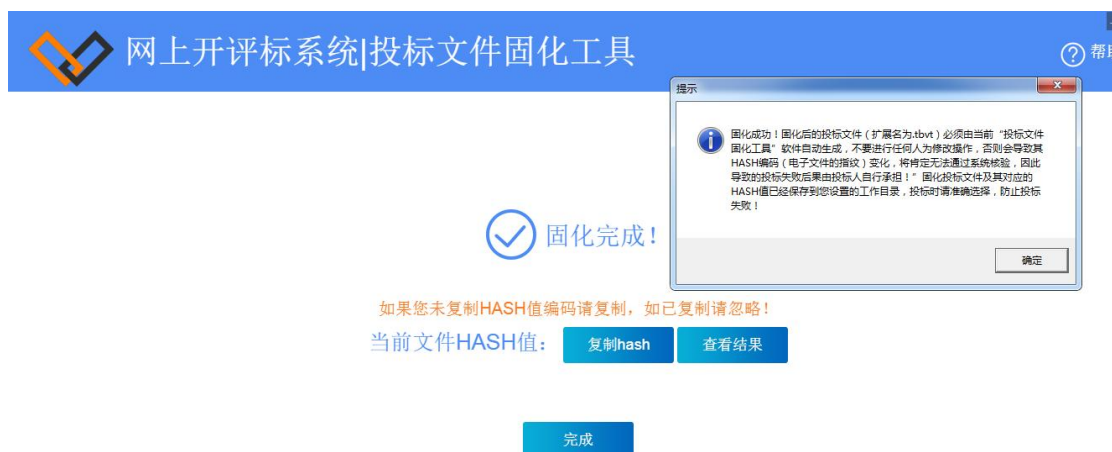 网上开评标系统|投标文件固化工具
帮助
提示
固化成功！固化后的投标文件（扩展名为.tbvt）必须由当前“投标文件
固化工具”软件自动生成，不要进行任何人为修改操作，否则会导致其
HASH编码（电子文件的指纹）变化，将肯定无法通过系统核验，因此
导致的投标失败后果由投标人自行承担！"固化投标文件及其对应的
HASH值已经保存到您设置的工作目录，投标时请准确选择，防止投标
失败！
确定
固化完成！
如果您未复制HASH值编码请复制，如已复制请忽略！
当前文件HASH值：
复制hash
查看结果
完成